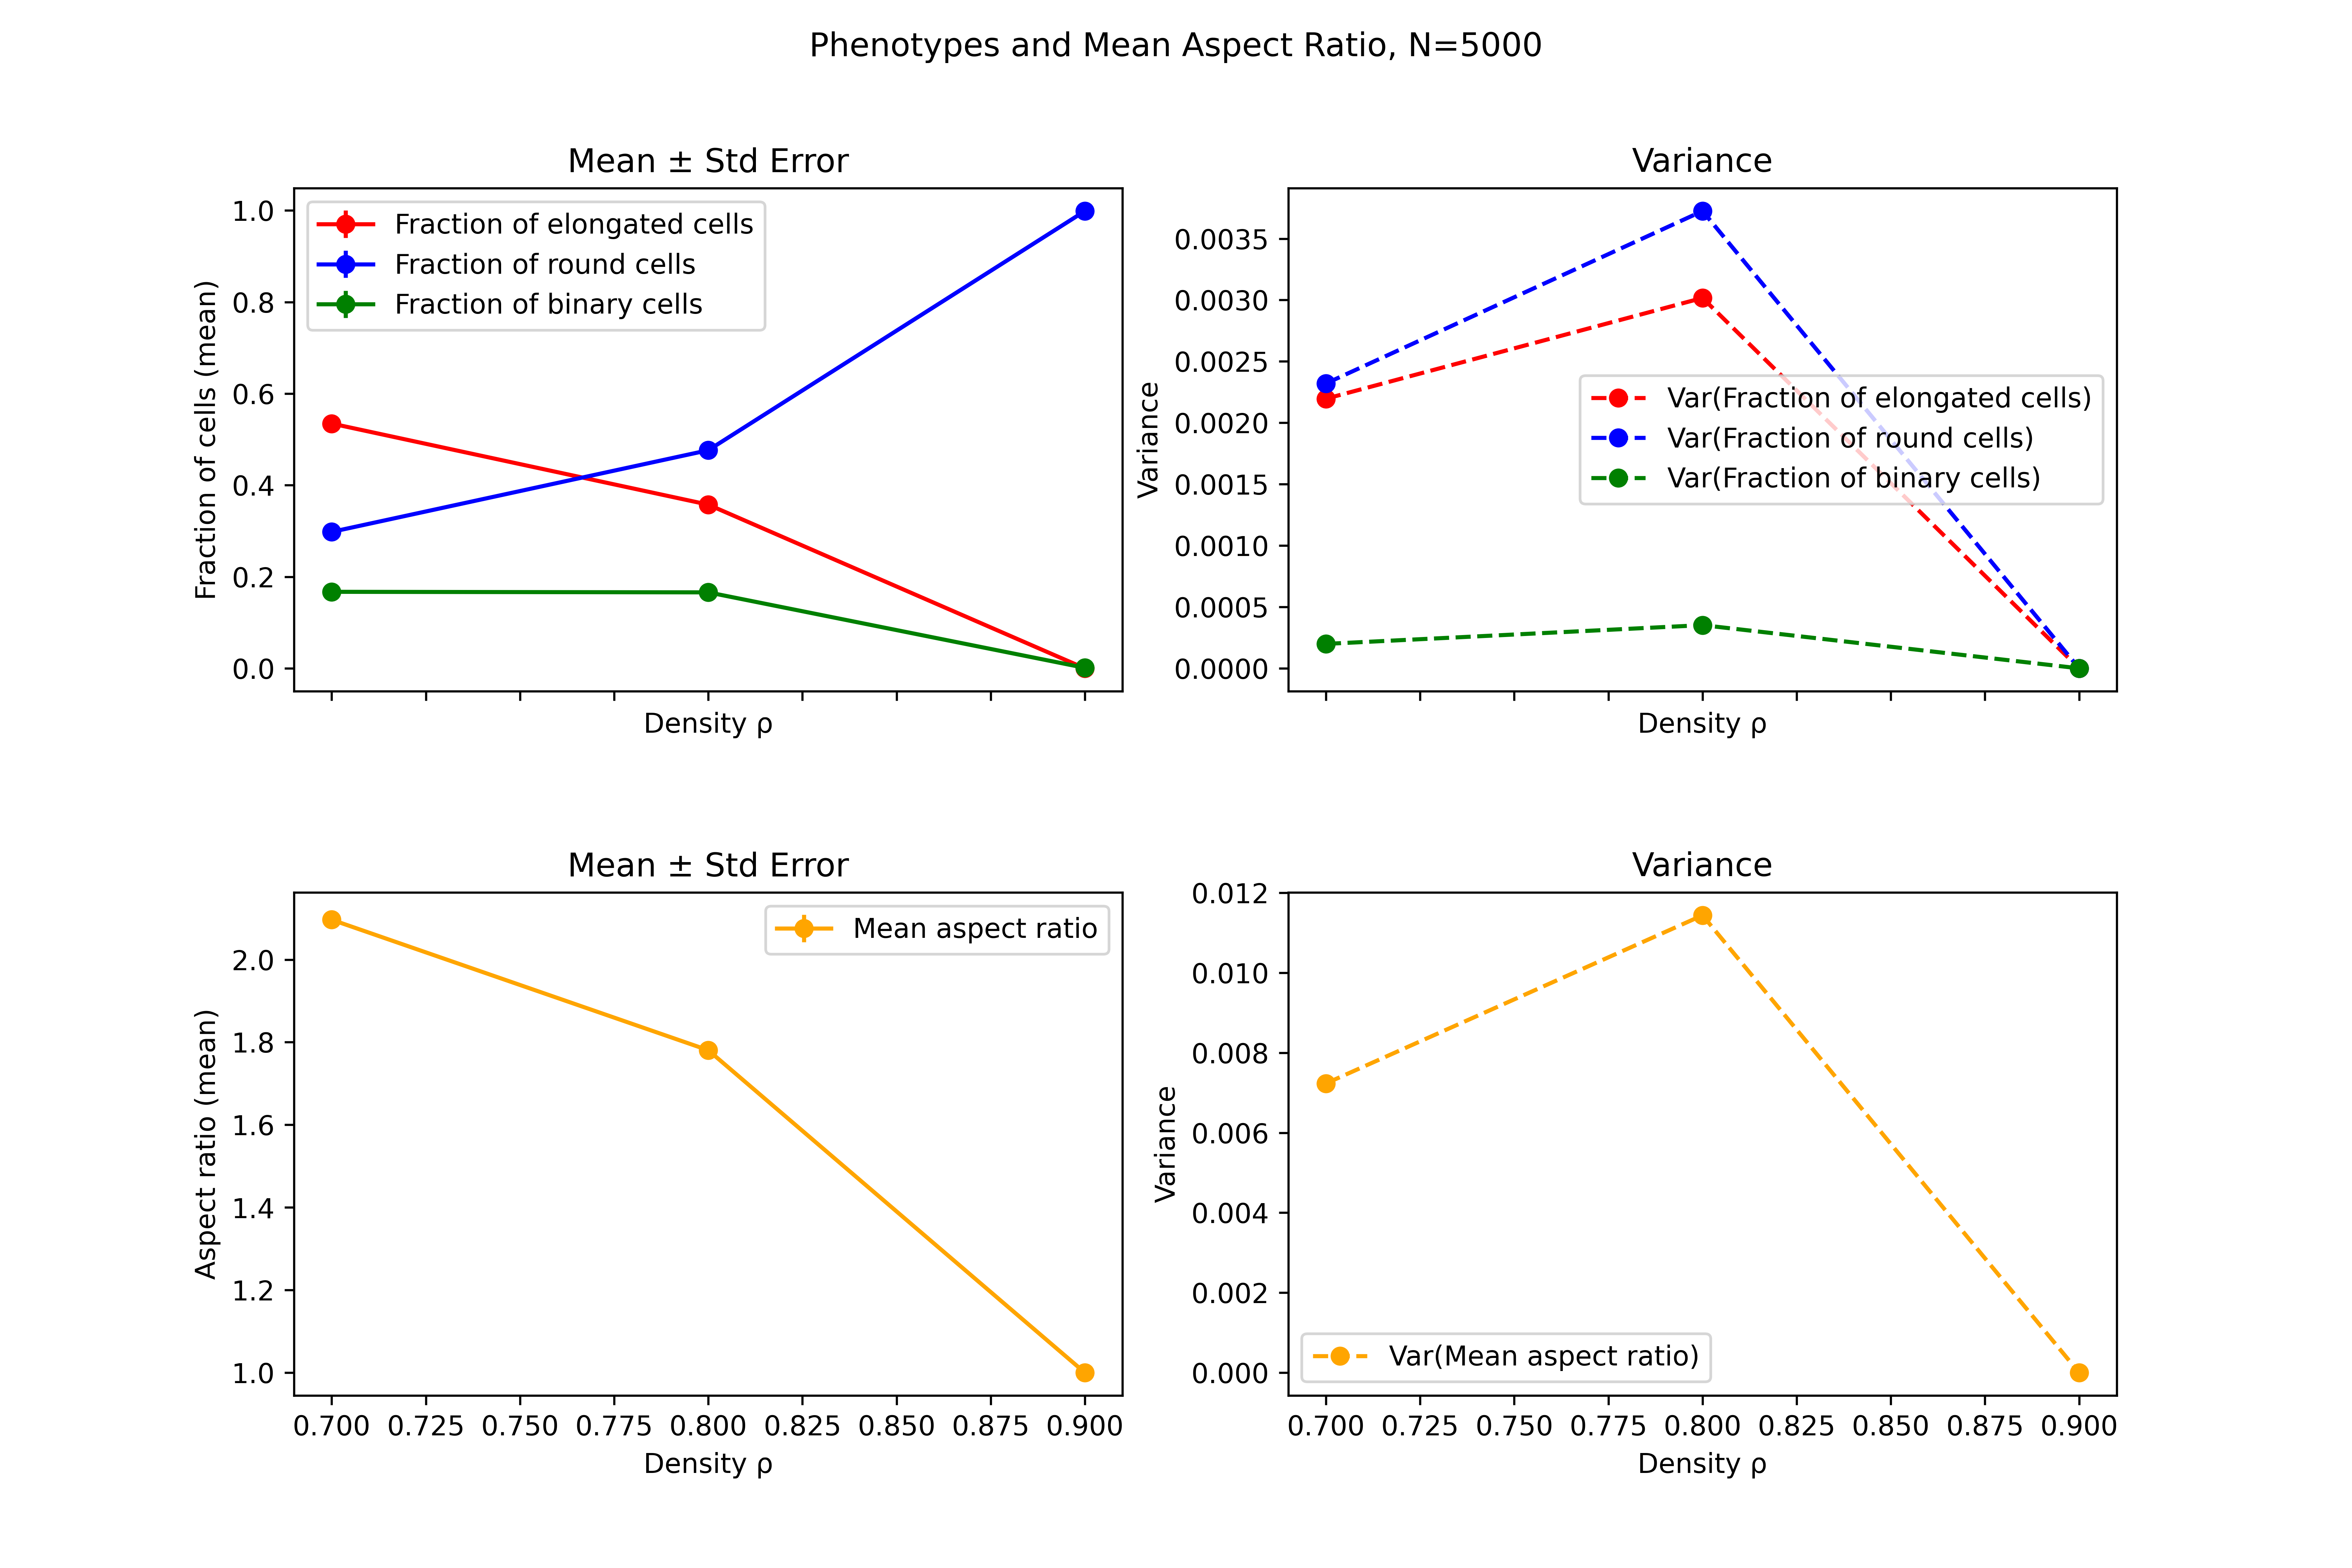 Phenotypes and Mean Aspect Ratio, N=5000
Mean ± Std Error
Fraction of cells (mean)
1.0
0.8
0.6
0.4
0.2
0.0
Fraction of elongated cells
Fraction of round cells
Fraction of binary cells
Density ρ
Variance
Variance
0.0035
0.0030
0.0025
0.0020
0.0015
0.0010
0.0005
0.0000
Var(Fraction of elongated cells)
Var(Fraction of round cells)
Var(Fraction of binary cells)
Density ρ
Mean ± Std Error
Aspect ratio (mean)
2.0
1.8
1.6
1.4
1.2
1.0
Mean aspect ratio
0.700 0.725 0.750 0.775 0.800 0.825 0.850 0.875 0.900
Density ρ
Variance
Variance
0.012
0.010
0.008
0.006
0.004
0.002
0.000
Var(Mean aspect ratio)
0.700 0.725 0.750 0.775 0.800 0.825 0.850 0.875 0.900
Density ρ